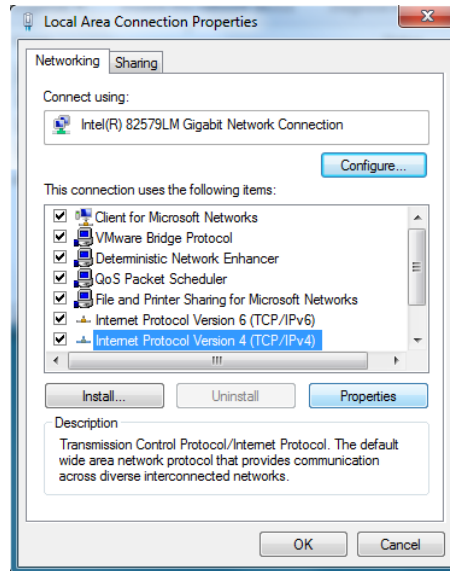 Local Area Connection Properties
Networking
Sharing
Connect using:
Intel(R) 82579LM Gigabit Network Connection
Configure...
This connection uses the following items:
Client for Microsoft Networks
VMware Bridge Protocol
Deterministic Network Enhancer
QoS Packet Scheduler
File and Printer Sharing for Microsoft Networks
Internet Protocol Version 6 (TCP/IPv6)
Internet Protocol Version 4 (TCP/IPv4)
Install...
Uninstall
Properties
Description
Transmission Control Protocol/Internet Protocol. The default
wide area network protocol that provides communication
across diverse interconnected networks.
OK
Cancel